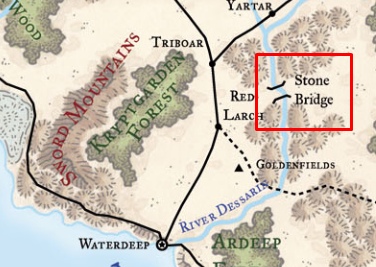 WOOD
YARTAR
TRIBOAR
SWORD MOUNTAINS
KRYPTGARDEN
FOREST
Stone
Bridge
RED
LARCH
GOLDENFIELDS
RIVER DESSARIN
WATERDEEP
ARDEEP